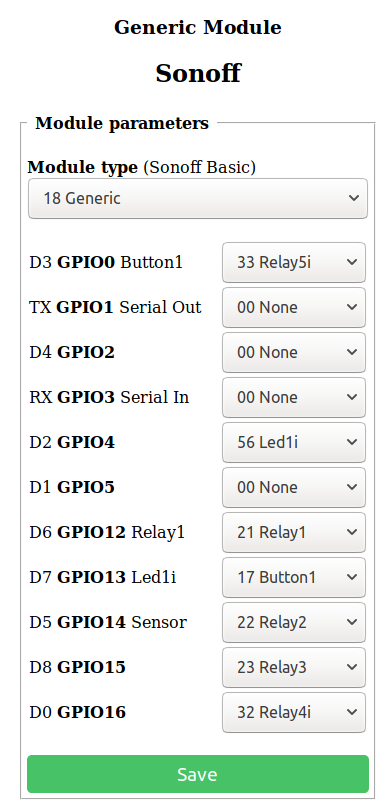 Generic Module
Sonoff
Module parameters
Module type (Sonoff Basic)
18 Generic
D3 GPIO0 Button1 33 Relay5i
TX GPIO1 Serial Out 00 None
D4 GPIO2 00 None
RX GPIO3 Serial In 00 None
D2 GPIO4 56 Led1i
D1 GPIO5 00 None
D6 GPIO12 Relay1 21 Relay1
D7 GPIO13 Led1i 17 Button1
D5 GPIO14 Sensor 22 Relay2
D8 GPIO15 23 Relay3
D0 GPIO16 32 Relay4i
Save